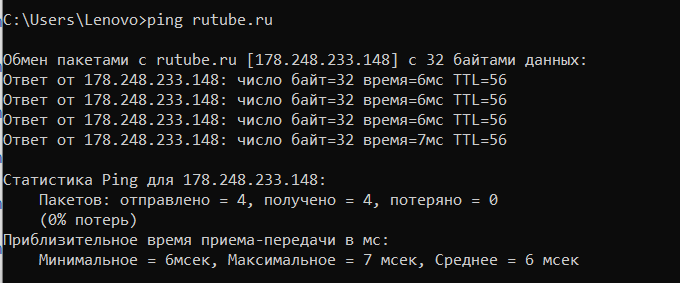 C:\Users\Lenovo>ping rutube.ru
Обмен пакетами с rutube.ru [178.248.233.148] с 32 байтами данных:
Ответ от 178.248.233.148: число байт=32 время=6мс TTL=56
Ответ от 178.248.233.148: число байт=32 время=6мс TTL=56
Ответ от 178.248.233.148: число байт=32 время=6мс TTL=56
Ответ от 178.248.233.148: число байт=32 время=7мс TTL=56
Статистика Ping для 178.248.233.148:
Пакетов: отправлено = 4, получено = 4, потеряно = 0
(0% потерь)
Приблизительное время приема-передачи в мс:
Минимальное = 6мсек, Максимальное = 7 мсек, Среднее = 6 мсек